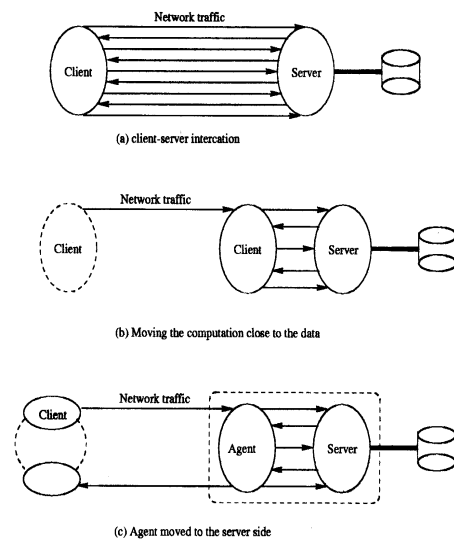 Network traffic
Client
Server
(a) client-server intercation
Network traffic
Client
Client
Server
(b) Moving the computation close to the data
Network traffic
Client
Agent
Server
(c) Agent moved to the server side